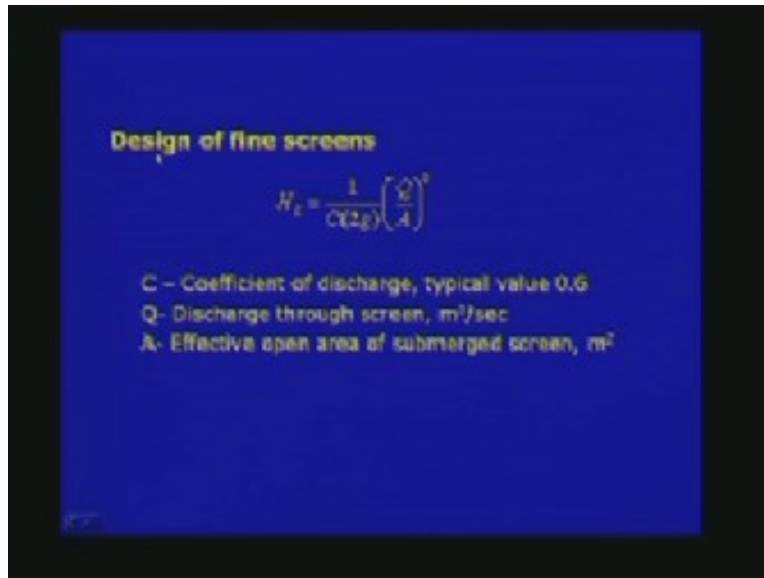 Design of fine screens
H_L = 1/C(2g) (Q/A)^2
C – Coefficient of discharge, typical value 0.6
Q- Discharge through screen, m³/sec
A- Effective open area of submerged screen, m²